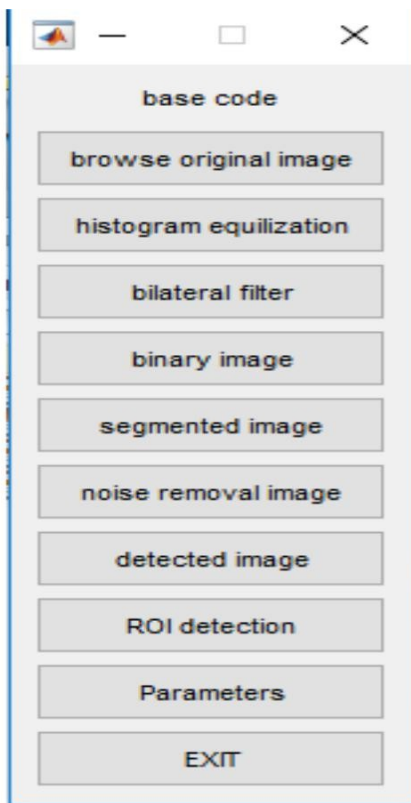 base code
browse original image
histogram equilization
bilateral filter
binary image
segmented image
noise removal image
detected image
ROI detection
Parameters
EXIT